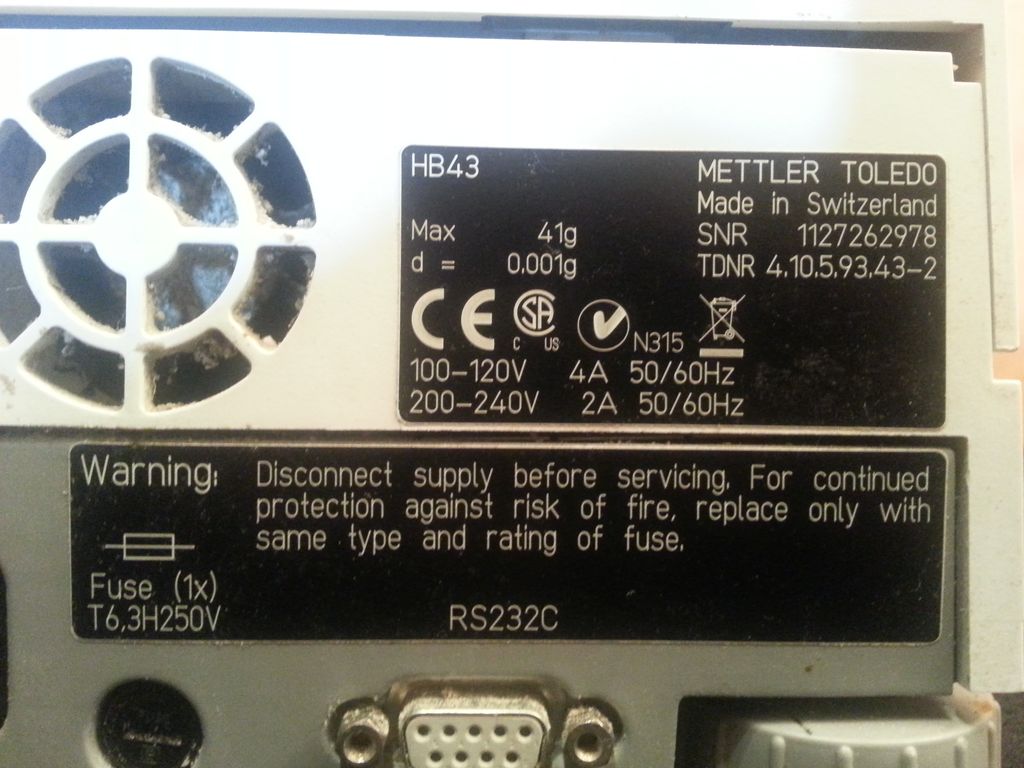 HB43
METTLER TOLEDO
Made in Switzerland
Max 41g
SNR 1127262978
d = 0.001g
TDNR 4.10.5.93.43-2
CE SA C US N315
100-120V 4A 50/60Hz
200-240V 2A 50/60Hz
Warning: Disconnect supply before servicing. For continued
protection against risk of fire, replace only with
same type and rating of fuse.
Fuse (1x)
T6,3H250V
RS232C